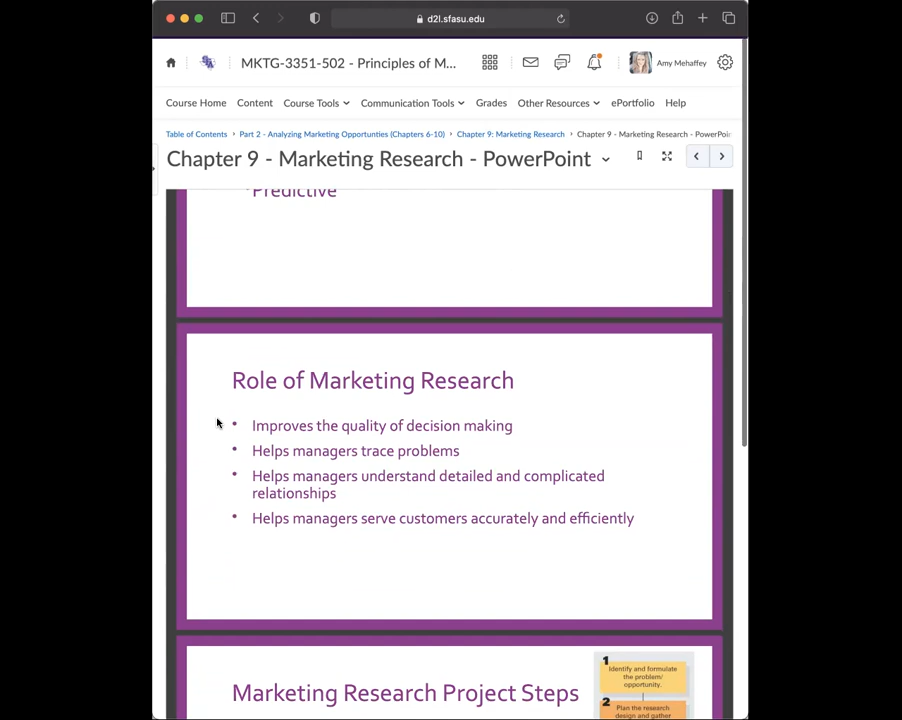 d2l.sfasu.edu
MKTG-3351-502 - Principles of M...
Amy Mehaffey
Course Home Content Course Tools Communication Tools Grades Other Resources ePortfolio Help
Table of Contents › Part 2 - Analyzing Marketing Opportunities (Chapters 6-10) › Chapter 9: Marketing Research › Chapter 9 - Marketing Research - PowerPoin
Chapter 9 - Marketing Research - PowerPoint
Predictive
Role of Marketing Research
• Improves the quality of decision making
• Helps managers trace problems
• Helps managers understand detailed and complicated
relationships
• Helps managers serve customers accurately and efficiently
Marketing Research Project Steps
1
Identify and formulate
the problem/
opportunity.
2
Plan the research
design and gather